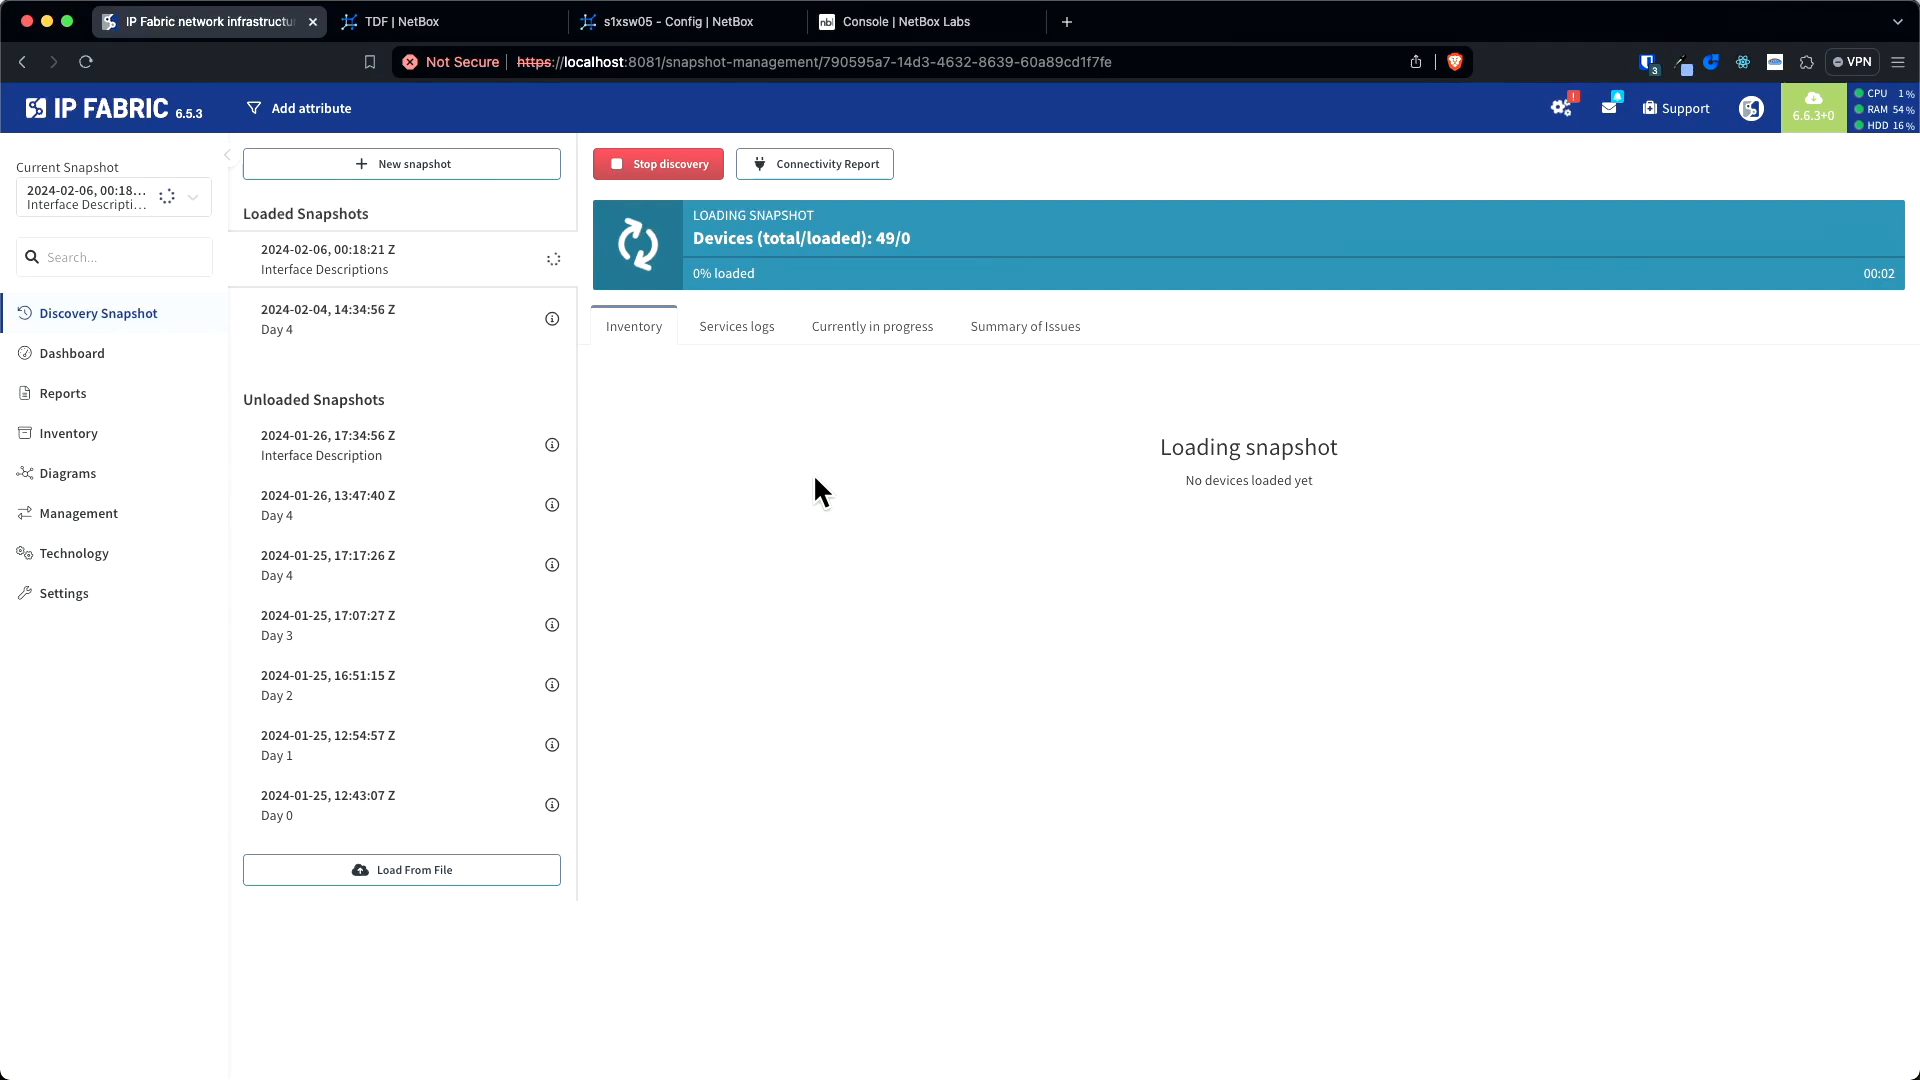 IP Fabric network infrastructu
TDF | NetBox
s1xsw05 - Config | NetBox
nbl Console | NetBox Labs
Not Secure https://localhost:8081/snapshot-management/790595a7-14d3-4632-8639-60a89cd1f7fe
3
VPN
IP FABRIC 6.5.3
Add attribute
!
Support
6.6.3+0
CPU 1%
RAM 54%
HDD 16%
Current Snapshot
2024-02-06, 00:18...
Interface Descripti...
Search...
Discovery Snapshot
Dashboard
Reports
Inventory
Diagrams
Management
Technology
Settings
New snapshot
Loaded Snapshots
2024-02-06, 00:18:21 Z
Interface Descriptions
2024-02-04, 14:34:56 Z
Day 4
Unloaded Snapshots
2024-01-26, 17:34:56 Z
Interface Description
2024-01-26, 13:47:40 Z
Day 4
2024-01-25, 17:17:26 Z
Day 4
2024-01-25, 17:07:27 Z
Day 3
2024-01-25, 16:51:15 Z
Day 2
2024-01-25, 12:54:57 Z
Day 1
2024-01-25, 12:43:07 Z
Day 0
Load From File
Stop discovery
Connectivity Report
LOADING SNAPSHOT
Devices (total/loaded): 49/0
0% loaded
00:02
Inventory
Services logs
Currently in progress
Summary of Issues
Loading snapshot
No devices loaded yet